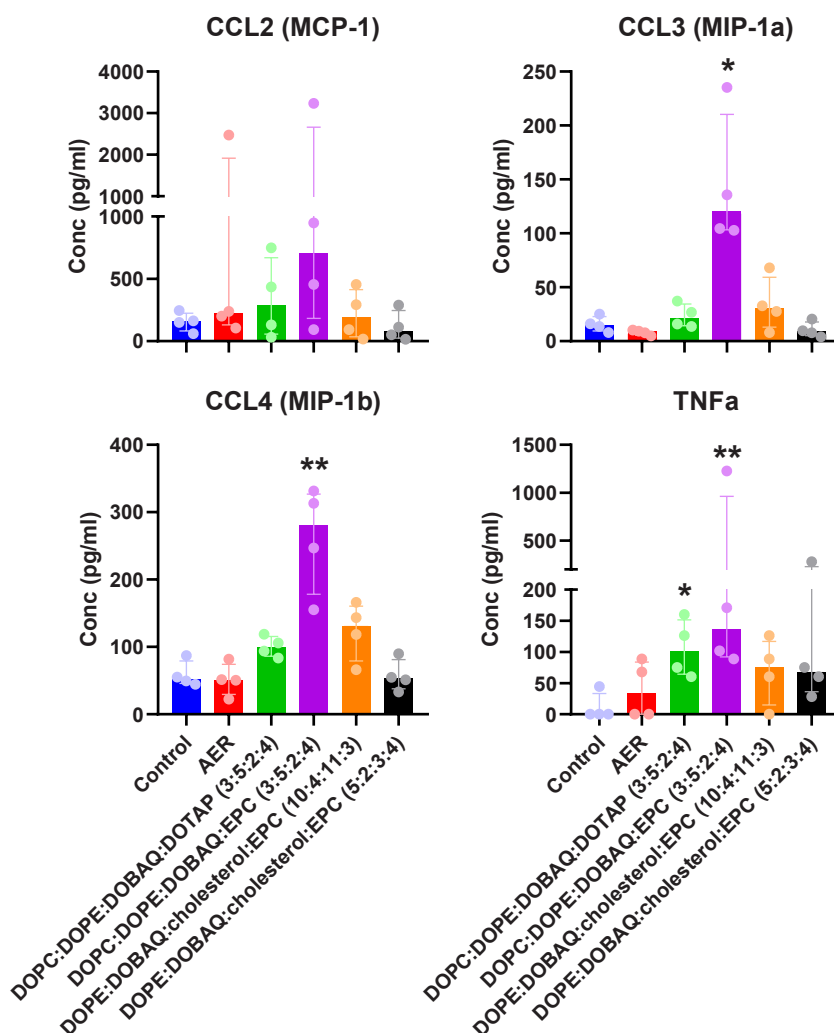 CCL2 (MCP-1)
Conc (pg/ml)
4000
3000
2000
1000
1000
500
0
CCL3 (MIP-1a)
Conc (pg/ml)
250
200
150
100
50
0
*
CCL4 (MIP-1b)
Conc (pg/ml)
400
300
200
100
0
**
Control
AER
DOPC:DOPE:DOBAQ:DOTAP (3:5:2:4)
DOPC:DOPE:DOBAQ:EPC (3:5:2:4)
DOPE:DOBAQ:cholesterol:EPC (10:4:11:3)
DOPE:DOBAQ:cholesterol:EPC (5:2:3:4)
TNFa
Conc (pg/ml)
1500
1000
500
200
150
100
50
0
*
**
Control
AER
DOPC:DOPE:DOBAQ:DOTAP (3:5:2:4)
DOPC:DOPE:DOBAQ:EPC (3:5:2:4)
DOPE:DOBAQ:cholesterol:EPC (10:4:11:3)
DOPE:DOBAQ:cholesterol:EPC (5:2:3:4)